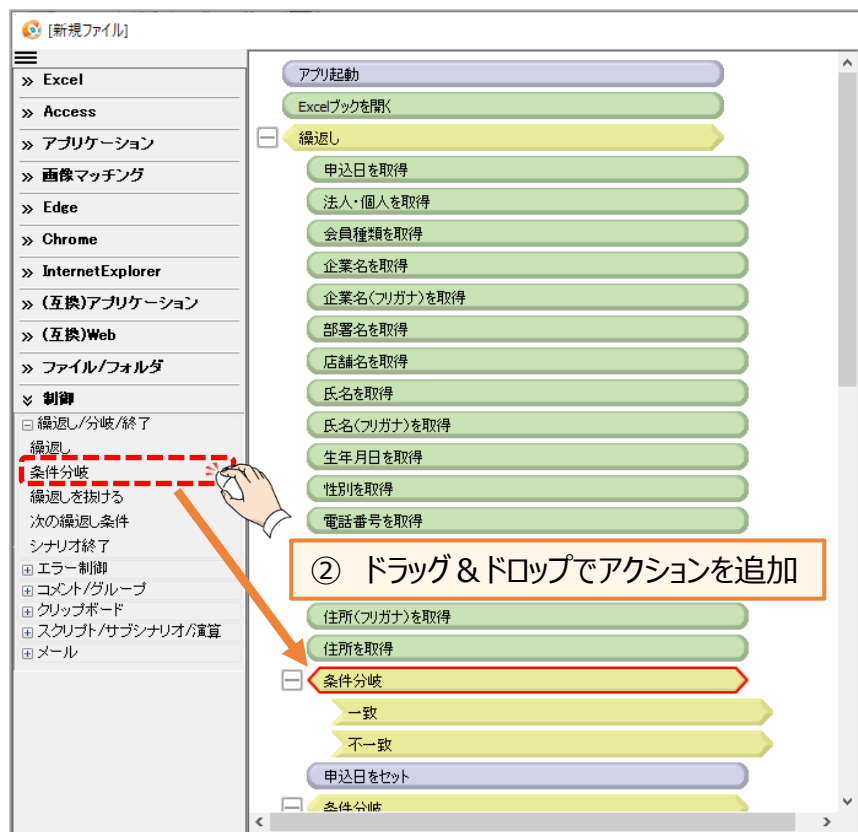 [新規ファイル]
» Excel
» Access
» アプリケーション
» 画像マッチング
» Edge
» Chrome
» InternetExplorer
» (互換)アプリケーション
» (互換)Web
» ファイル/フォルダ
制御
繰返し/分岐/終了
繰返し
条件分岐
繰返しを抜ける
次の繰返し条件
シナリオ終了
エラー制御
コメント/グループ
クリップボード
スクリプト/サブシナリオ/演算
メール
アプリ起動
Excelブックを開く
繰返し
申込日を取得
法人・個人を取得
会員種類を取得
企業名を取得
企業名(フリガナ)を取得
部署名を取得
店舗名を取得
氏名を取得
氏名(フリガナ)を取得
生年月日を取得
性別を取得
電話番号を取得
② ドラッグ&ドロップでアクションを追加
住所(フリガナ)を取得
住所を取得
条件分岐
一致
不一致
申込日をセット
条件分岐